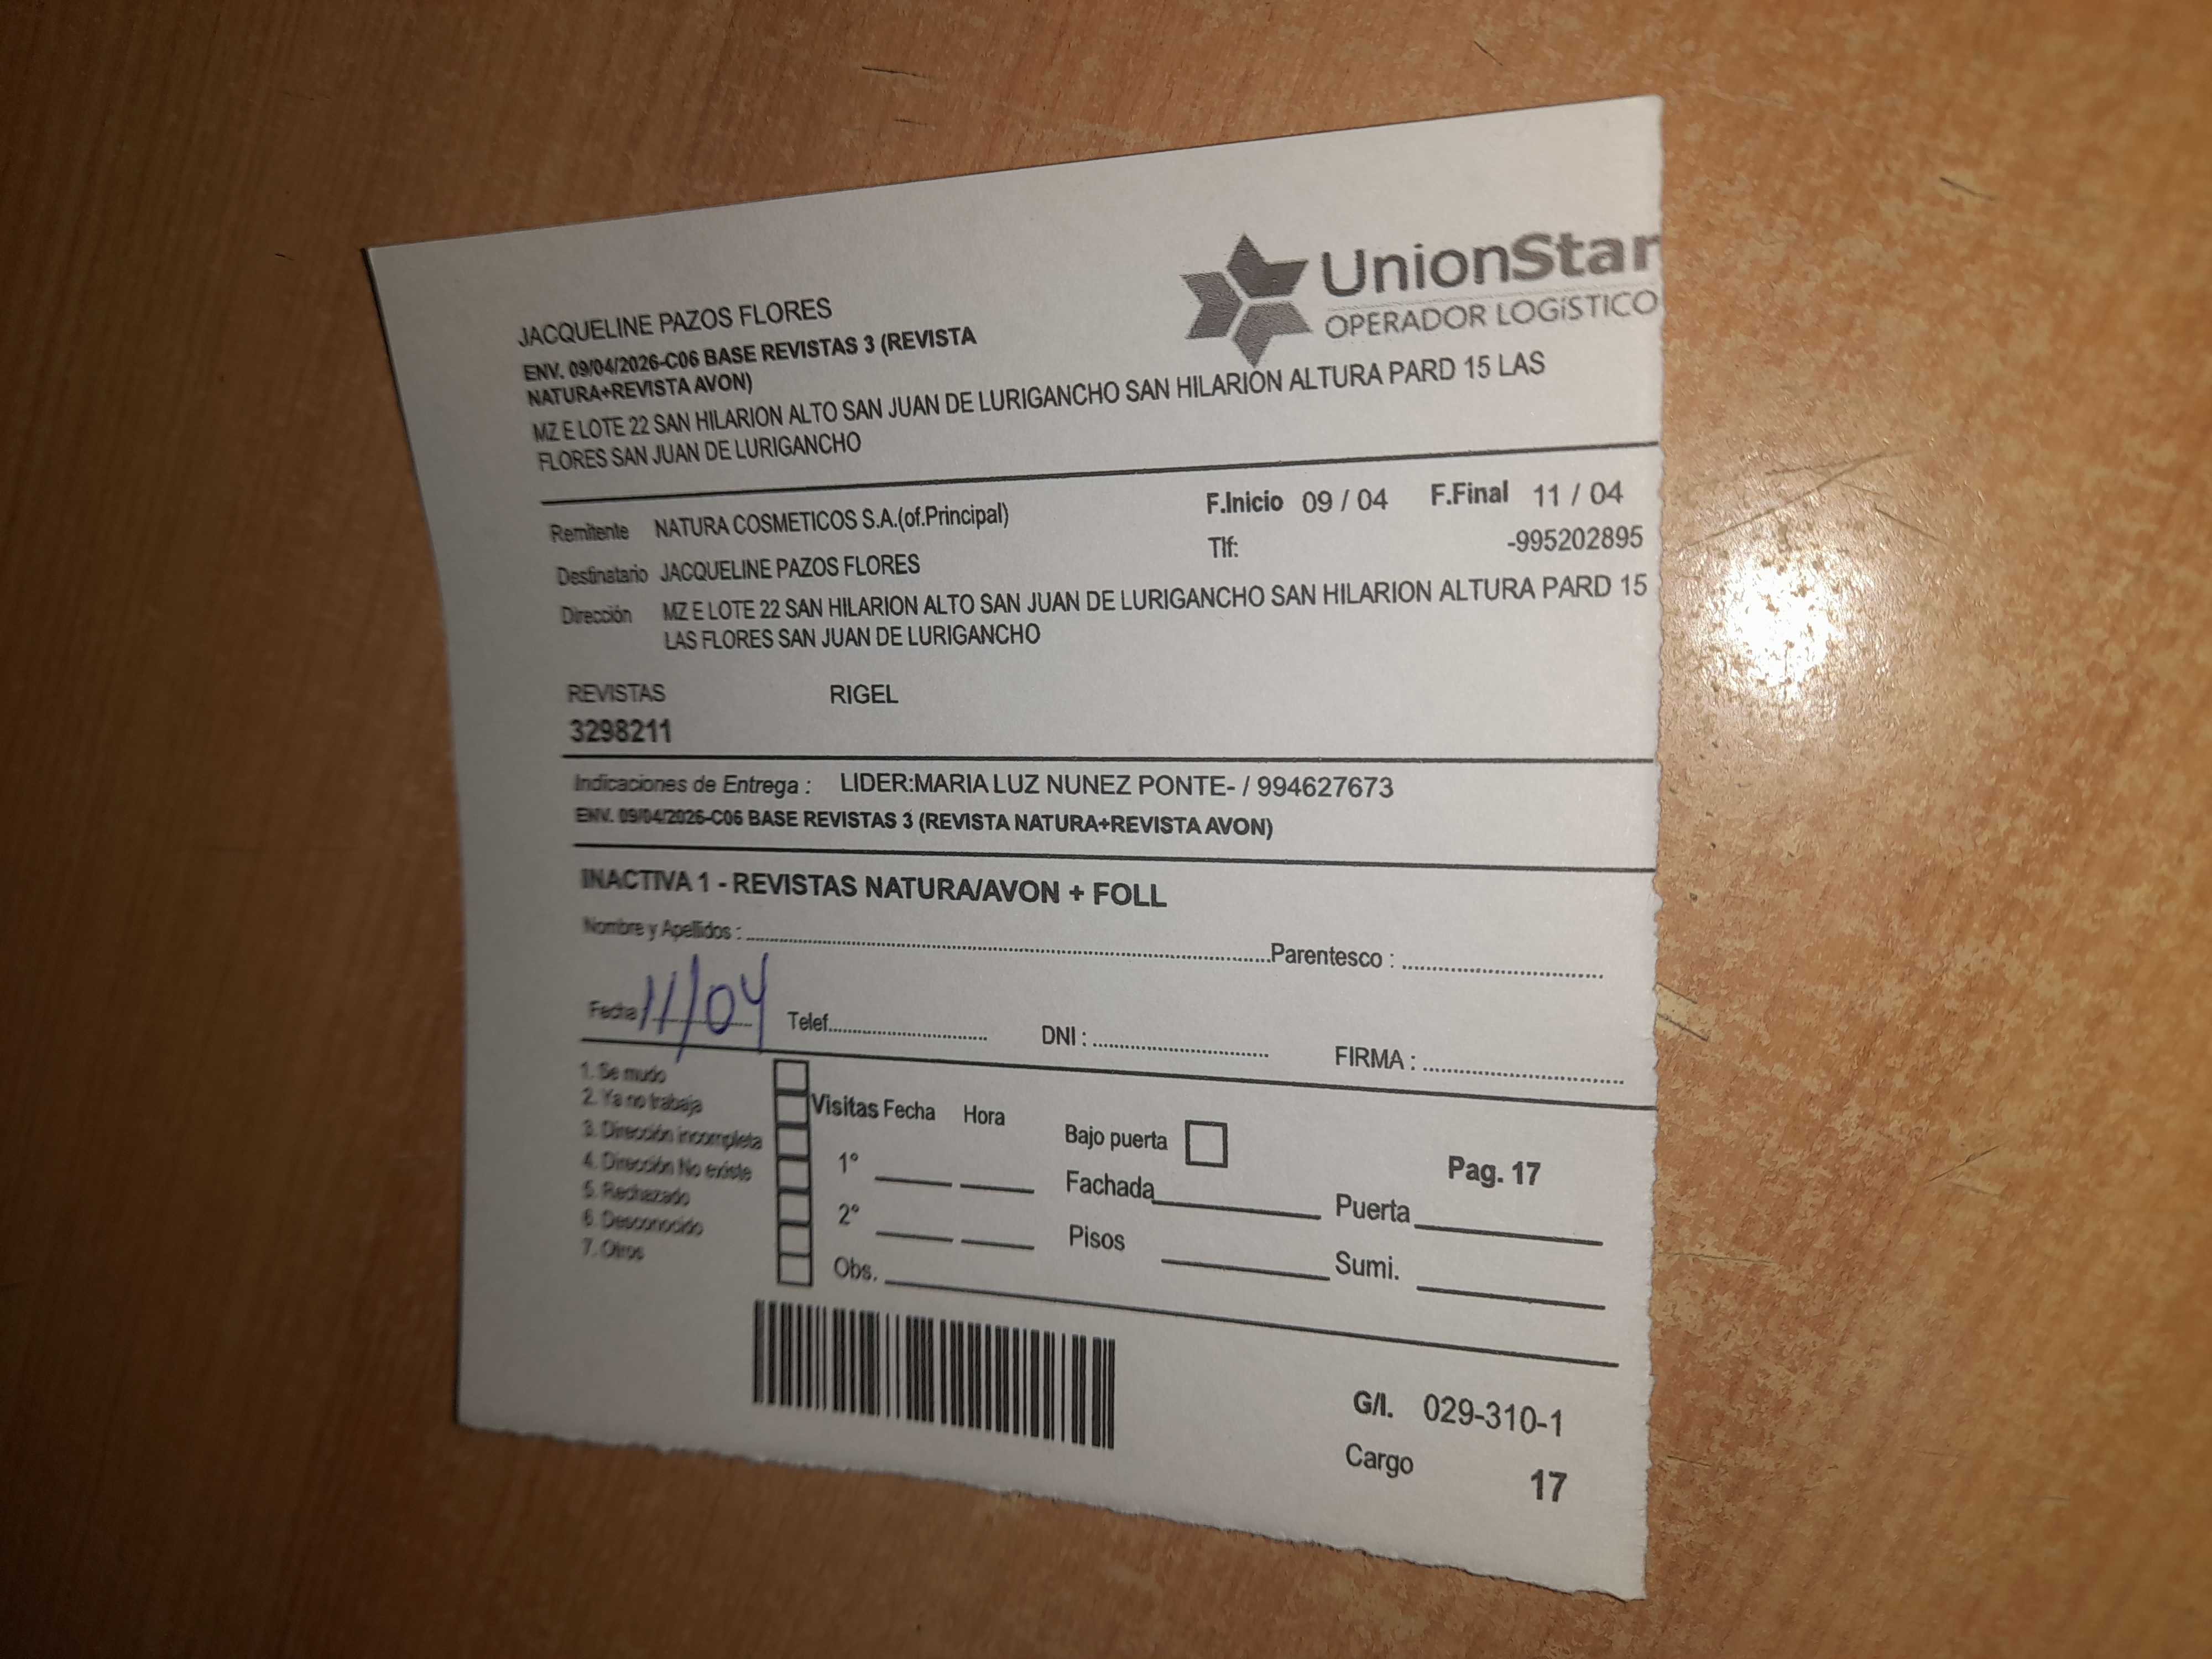 UnionStar
OPERADOR LOGíSTICO
JACQUELINE PAZOS FLORES
ENV. 09/04/2026-C06 BASE REVISTAS 3 (REVISTA
NATURA+REVISTA AVON)
MZ E LOTE 22 SAN HILARION ALTO SAN JUAN DE LURIGANCHO SAN HILARION ALTURA PARD 15 LAS
FLORES SAN JUAN DE LURIGANCHO
Remitente NATURA COSMETICOS S.A.(of.Principal) F.Inicio 09 / 04 F.Final 11 / 04
Tlf: -995202895
Destinatario JACQUELINE PAZOS FLORES
Dirección MZ E LOTE 22 SAN HILARION ALTO SAN JUAN DE LURIGANCHO SAN HILARION ALTURA PARD 15
LAS FLORES SAN JUAN DE LURIGANCHO
REVISTAS RIGEL
3298211
Indicaciones de Entrega : LIDER:MARIA LUZ NUNEZ PONTE- / 994627673
ENV. 09/04/2026-C06 BASE REVISTAS 3 (REVISTA NATURA+REVISTA AVON)
INACTIVA 1 - REVISTAS NATURA/AVON + FOLL
Nombre y Apellidos : Parentesco :
Fecha 11/04 Telef. DNI : FIRMA :
1. Se mudo
2. Ya no trabaja
3. Dirección incompleta
4. Dirección No existe
5. Rechazado
6. Desconocido
7. Otros
Visitas Fecha Hora
1°
2°
Obs.
Bajo puerta
Fachada
Pisos
Pag. 17
Puerta
Sumi.
G/I. 029-310-1
Cargo 17